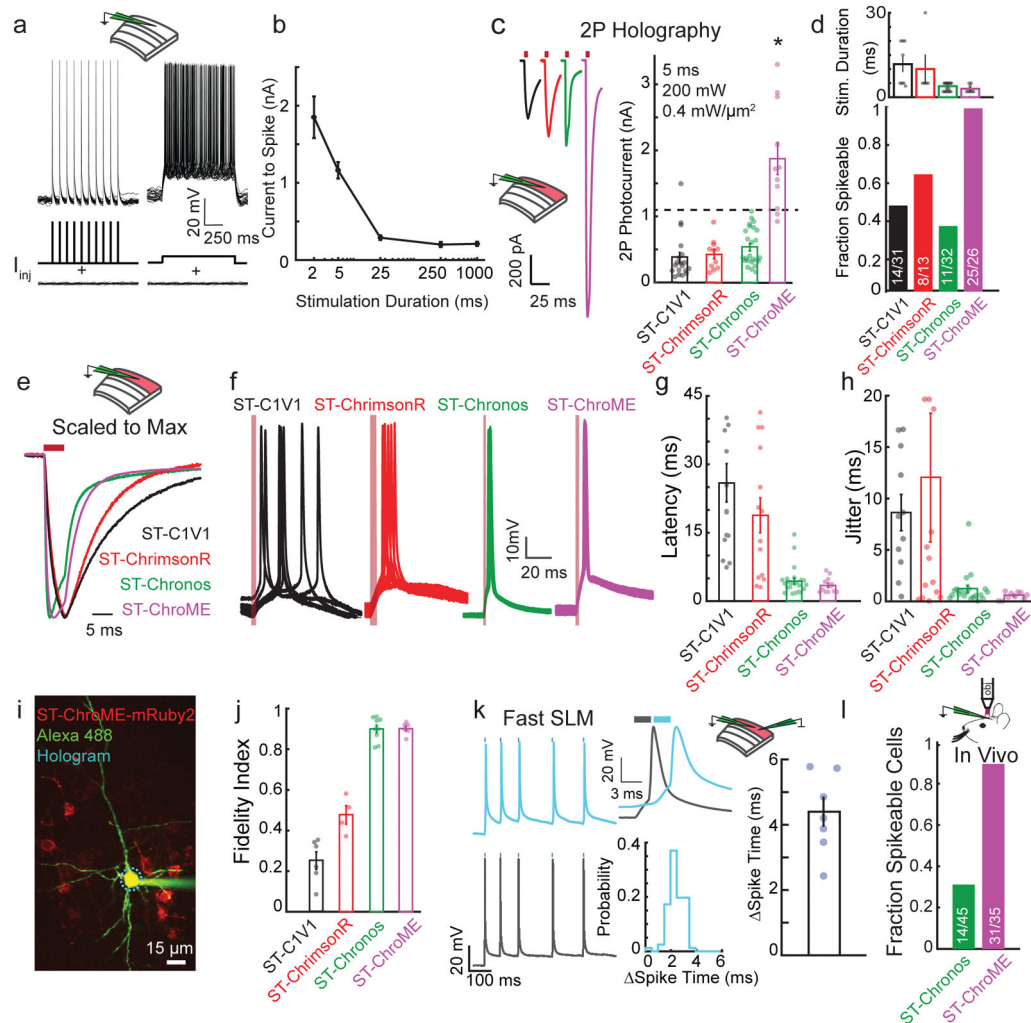 a
20 mV
250 ms
I inj
+
+
b
Current to Spike (nA)
2
1
0
2
5
25
250
1000
Stimulation Duration (ms)
c
2P Holography
200 pA
25 ms
2P Photocurrent (nA)
5 ms
200 mW
0.4 mW/µm²
*
4
3
2
1
0
ST-C1V1
ST-ChrimsonR
ST-Chronos
ST-ChroME
d
Stim. Duration (ms)
30
0
Fraction Spikeable
1
0.8
0.6
0.4
0.2
0
14/31
8/13
11/32
25/26
ST-C1V1
ST-ChrimsonR
ST-Chronos
ST-ChroME
e
Scaled to Max
ST-C1V1
ST-ChrimsonR
ST-Chronos
ST-ChroME
5 ms
f
ST-C1V1
ST-ChrimsonR
ST-Chronos
ST-ChroME
10mV
20 ms
g
Latency (ms)
45
30
15
0
ST-C1V1
ST-ChrimsonR
ST-Chronos
ST-ChroME
h
Jitter (ms)
20
15
10
5
0
ST-C1V1
ST-ChrimsonR
ST-Chronos
ST-ChroME
i
ST-ChroME-mRuby2
Alexa 488
Hologram
15 µm
j
Fidelity Index
1
0.8
0.6
0.4
0.2
0
ST-C1V1
ST-ChrimsonR
ST-Chronos
ST-ChroME
k
Fast SLM
20 mV
3 ms
20 mV
100 ms
Probability
0.4
0.2
0
0
2
4
6
ΔSpike Time (ms)
ΔSpike Time (ms)
6
4
2
0
l
obj
In Vivo
Fraction Spikeable Cells
1
0.8
0.6
0.4
0.2
0
14/45
31/35
ST-Chronos
ST-ChroME